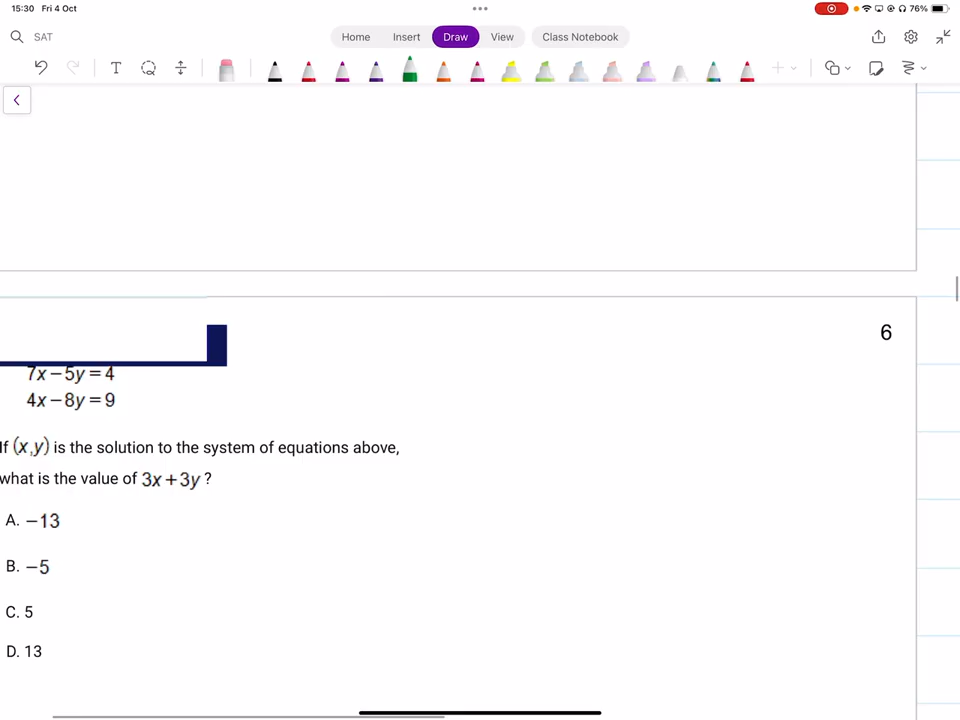 15:30 Fri 4 Oct
76%
SAT
Home Insert Draw View Class Notebook
T
6
7x − 5y = 4
4x − 8y = 9
If (x,y) is the solution to the system of equations above,
what is the value of 3x + 3y ?
A. −13
B. −5
C. 5
D. 13